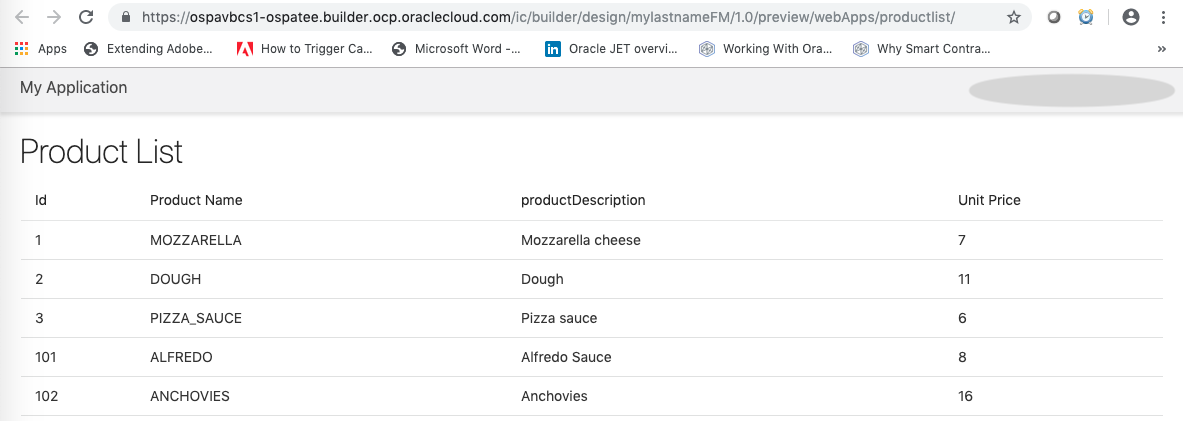 https://ospavbcs1-ospatee.builder.ocp.oraclecloud.com/ic/builder/design/mylastnameFM/1.0/preview/webApps/productlist/
Apps Extending Adobe... How to Trigger Ca... Microsoft Word -... in Oracle JET overvi... Working With Ora... Why Smart Contra... »
My Application
Product List
Id Product Name productDescription Unit Price
1 MOZZARELLA Mozzarella cheese 7
2 DOUGH Dough 11
3 PIZZA_SAUCE Pizza sauce 6
101 ALFREDO Alfredo Sauce 8
102 ANCHOVIES Anchovies 16